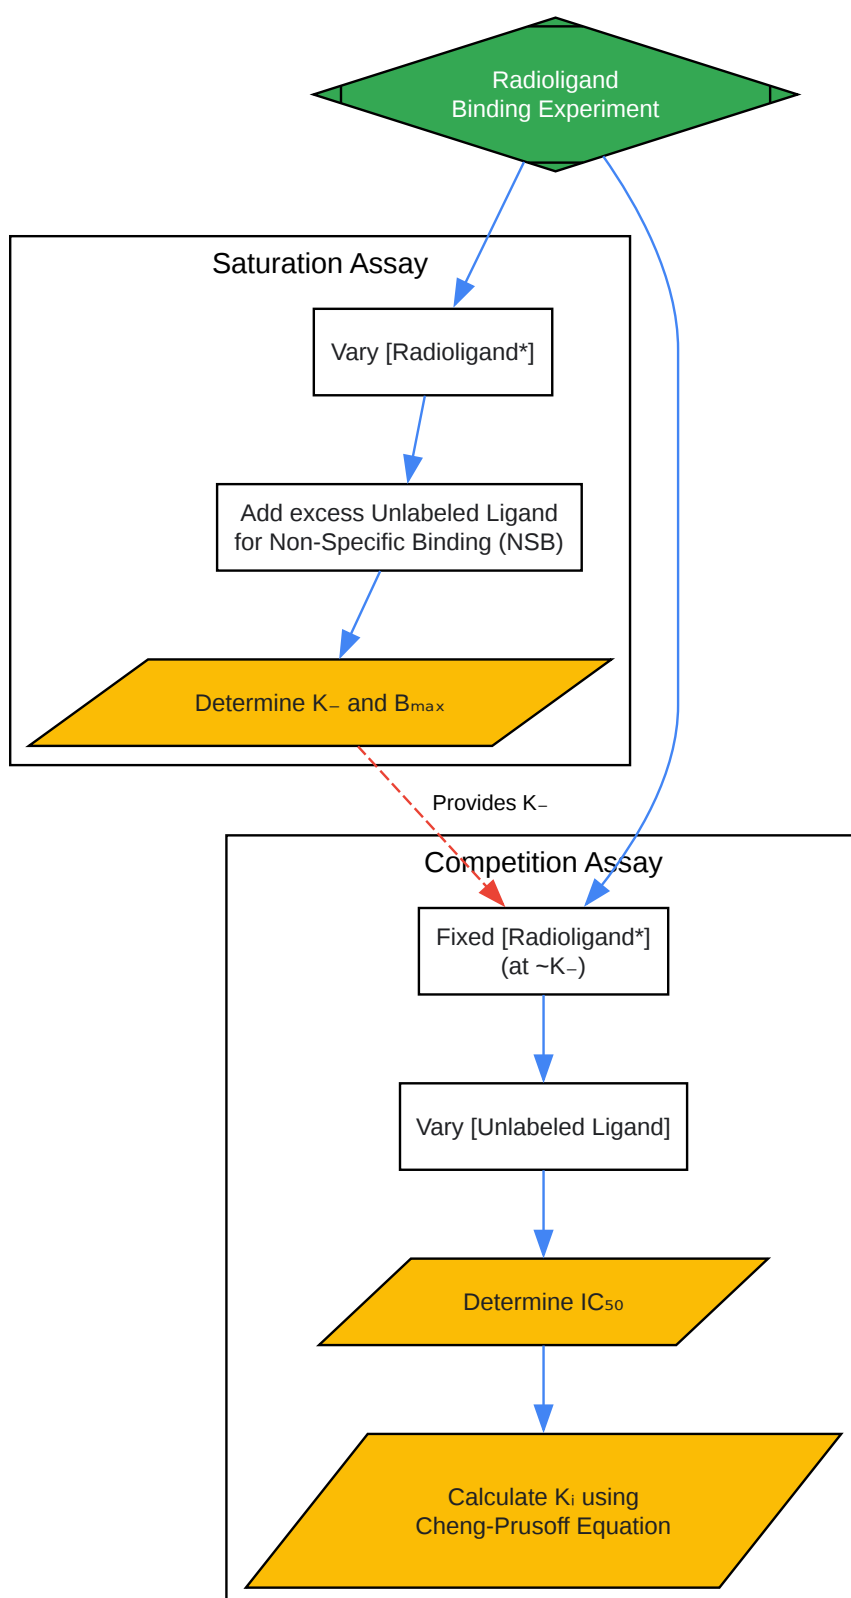 Radioligand
Binding Experiment
Saturation Assay
Vary [Radioligand*]
Add excess Unlabeled Ligand
for Non-Specific Binding (NSB)
Determine K₋ and Bₘₐₓ
Provides K₋
Competition Assay
Fixed [Radioligand*]
(at ~K₋)
Vary [Unlabeled Ligand]
Determine IC₅₀
Calculate Kᵢ using
Cheng-Prusoff Equation